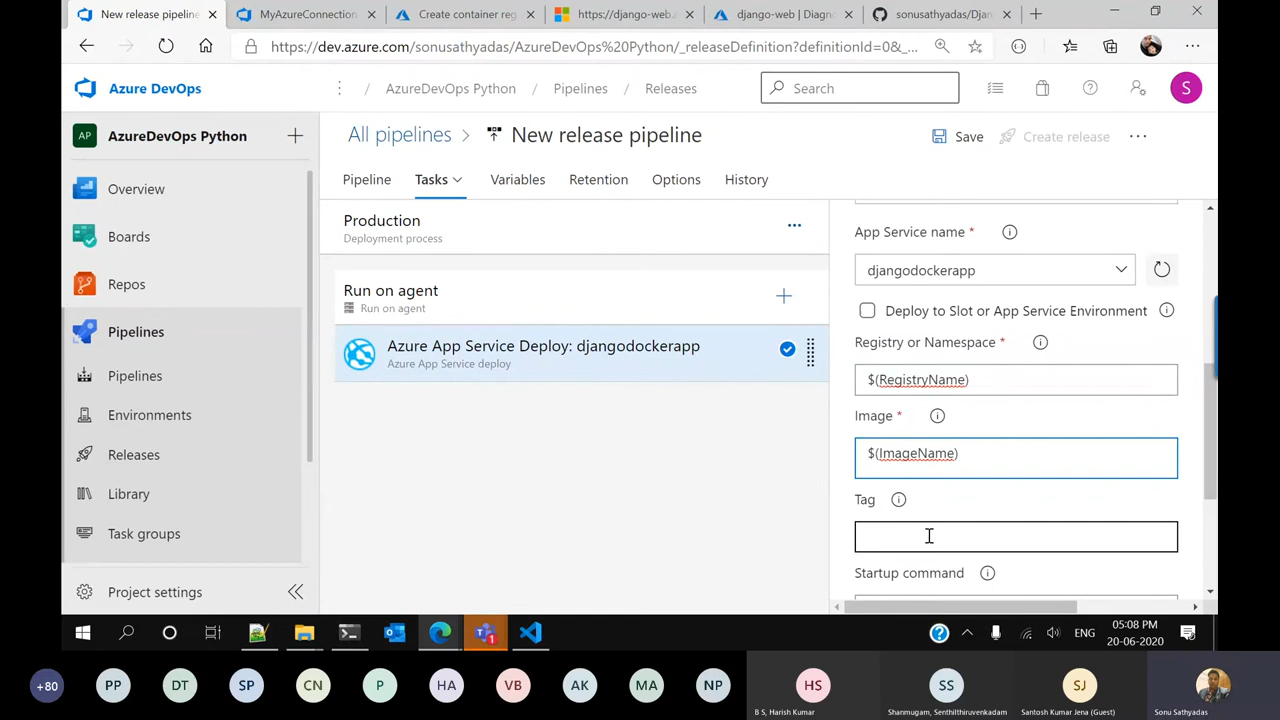 New release pipeline
MyAzureConnection
Create container reg
https://django-web.
django-web | Diagno
sonusathyadas/Djan
https://dev.azure.com/sonusathyadas/AzureDevOps%20Python/_releaseDefinition?definitionId=0&_...
Azure DevOps
/ AzureDevOps Python / Pipelines / Releases
Search
S
AP AzureDevOps Python
Overview
Boards
Repos
Pipelines
Pipelines
Environments
Releases
Library
Task groups
Project settings
All pipelines > New release pipeline
Save
Create release
Pipeline
Tasks
Variables
Retention
Options
History
Production
Deployment process
Run on agent
Run on agent
Azure App Service Deploy: djangodockerapp
Azure App Service deploy
App Service name *
djangodockerapp
Deploy to Slot or App Service Environment
Registry or Namespace *
$(RegistryName)
Image *
$(ImageName)
Tag
Startup command
1
ENG
05:08 PM
20-06-2020
+80
PP
DT
SP
CN
P
HA
VB
AK
MA
NP
HS
B S, Harish Kumar
SS
Shanmugam, Senthilthiruvenkadam
SJ
Santosh Kumar Jena (Guest)
Sonu Sathyadas